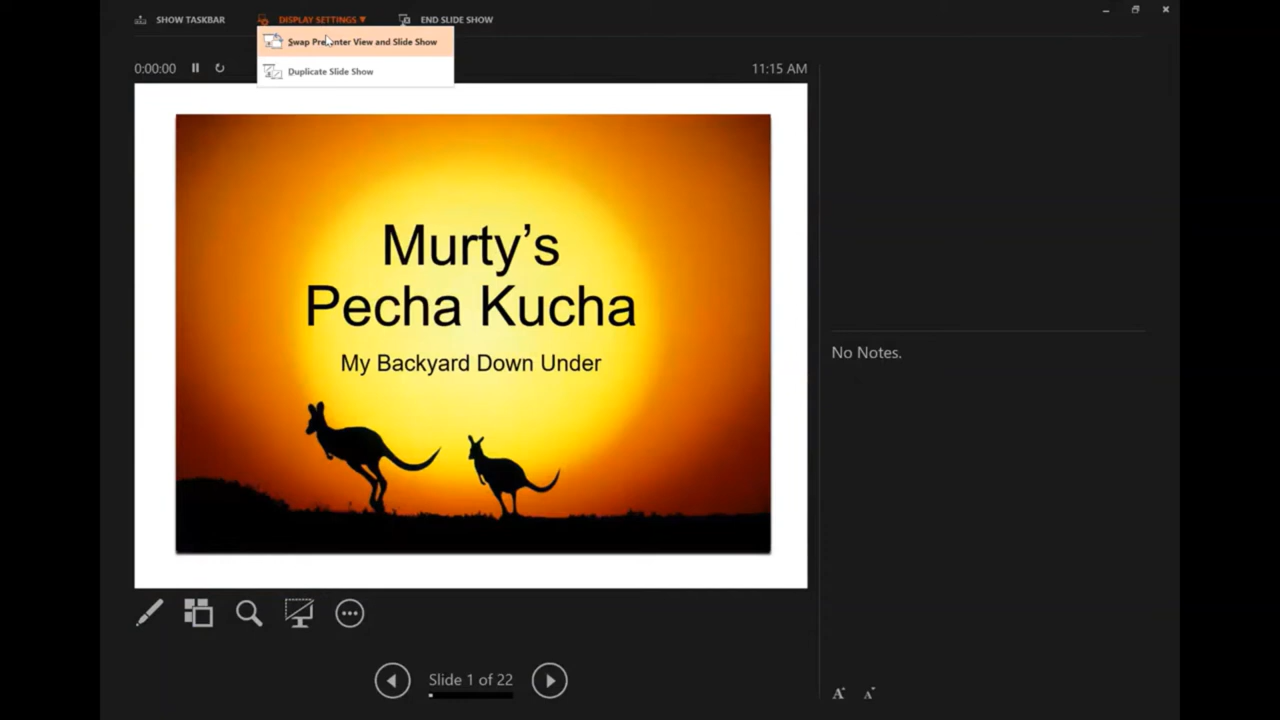 SHOW TASKBAR
DISPLAY SETTINGS ▼
END SLIDE SHOW
Swap Presenter View and Slide Show
Duplicate Slide Show
0:00:00
11:15 AM
Murty's
Pecha Kucha
My Backyard Down Under
No Notes.
Slide 1 of 22
A A